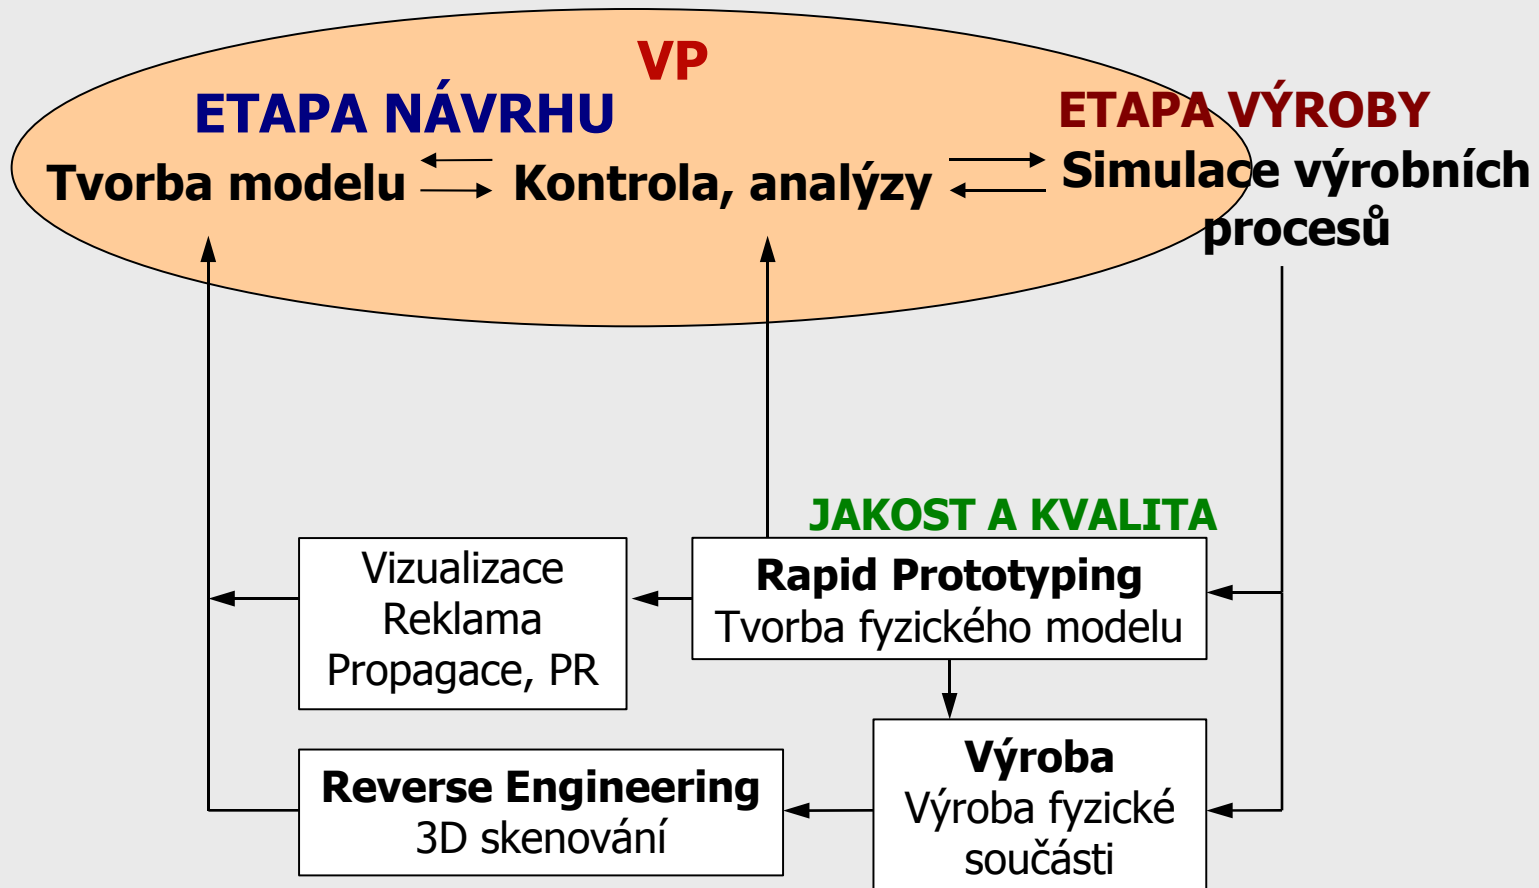 VP
ETAPA NÁVRHU
ETAPA VÝROBY
Tvorba modelu
Kontrola, analýzy
Simulace výrobních
procesů
JAKOST A KVALITA
Vizualizace
Reklama
Propagace, PR
Rapid Prototyping
Tvorba fyzického modelu
Reverse Engineering
3D skenování
Výroba
Výroba fyzické
součásti